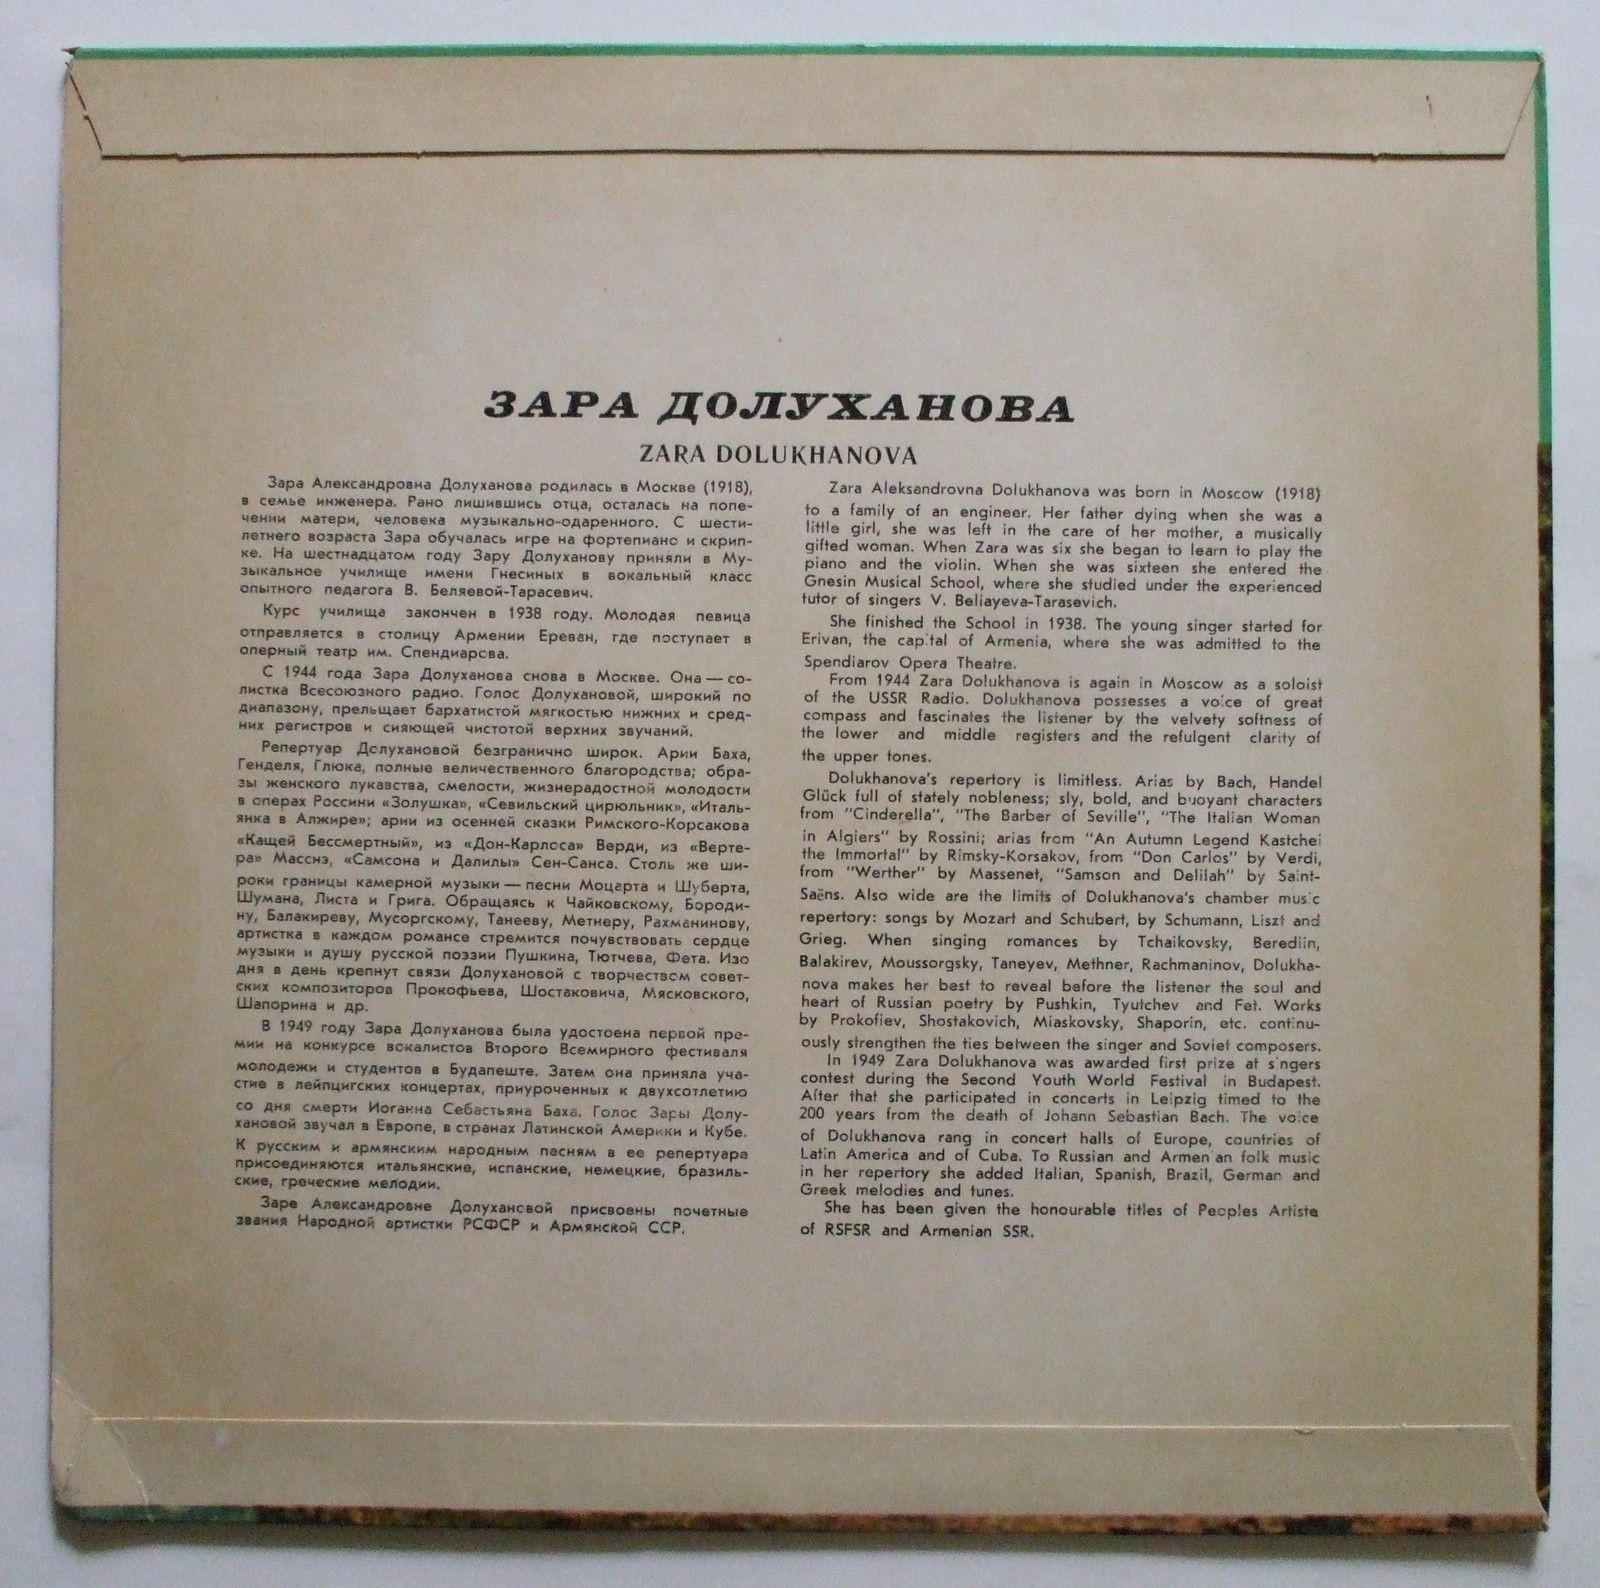 ЗАРА ДОЛУХАНОВА
ZARA DOLUKHANOVA
Зара Александровна Долуханова родилась в Москве (1918),
в семье инженера. Рано лишившись отца, осталась на попе-
чении матери, человека музыкально-одаренного. С шести-
летнего возраста Зара обучалась игре на фортепиано и скрип-
ке. На шестнадцатом году Зару Долуханову приняли в Му-
зыкальное училище имени Гнесиных в вокальный класс
опытного педагога В. Беляевой-Тарасевич.
Курс училища закончен в 1938 году. Молодая певица
отправляется в столицу Армении Ереван, где поступает в
оперный театр им. Спендиарова.
С 1944 года Зара Долуханова снова в Москве. Она — со-
листка Всесоюзного радио. Голос Долухановой, широкий по
диапазону, прельщает бархатистой мягкостью нижних и сред-
них регистров и сияющей чистотой верхних звучаний.
Репертуар Долухановой безгранично широк. Арии Баха,
Генделя, Глюка, полные величественного благородства; обра-
зы женского лукавства, смелости, жизнерадостной молодости
в операх Россини «Золушка», «Севильский цирюльник», «Италь-
янка в Алжире»; арии из осенней сказки Римского-Корсакова
«Кащей Бессмертный», из «Дон-Карлоса» Верди, из «Верте-
ра» Масснэ, «Самсона и Далилы» Сен-Санса. Столь же ши-
роки границы камерной музыки — песни Моцарта и Шуберта,
Шумана, Листа и Грига. Обращаясь к Чайковскому, Бороди-
ну, Балакиреву, Мусоргскому, Танееву, Метнеру, Рахманинову,
артистка в каждом романсе стремится почувствовать сердце
музыки и душу русской поэзии Пушкина, Тютчева, Фета. Изо
дня в день крепнут связи Долухановой с творчеством совет-
ских композиторов Прокофьева, Шостаковича, Мясковского,
Шапорина и др.
В 1949 году Зара Долуханова была удостоена первой пре-
мии на конкурсе вокалистов Второго Всемирного фестиваля
молодежи и студентов в Будапеште. Затем она приняла уча-
стие в лейпцигских концертах, приуроченных к двухсотлетию
со дня смерти Иоганна Себастьяна Баха. Голос Зары Долу-
хановой звучал в Европе, в странах Латинской Америки и Кубе.
К русским и армянским народным песням в ее репертуаре
присоединяются итальянские, испанские, немецкие, бразиль-
ские, греческие мелодии.
Заре Александровне Долухановой присвоены почетные
звания Народной артистки РСФСР и Армянской ССР.
Zara Aleksandrovna Dolukhanova was born in Moscow (1918)
to a family of an engineer. Her father dying when she was a
little girl, she was left in the care of her mother, a musically
gifted woman. When Zara was six she began to learn to play the
piano and the violin. When she was sixteen she entered the
Gnesin Musical School, where she studied under the experienced
tutor of singers V. Beliayeva-Tarasevich.
She finished the School in 1938. The young singer started for
Erivan, the capital of Armenia, where she was admitted to the
Spendiarov Opera Theatre.
From 1944 Zara Dolukhanova is again in Moscow as a soloist
of the USSR Radio. Dolukhanova possesses a voice of great
compass and fascinates the listener by the velvety softness of
the lower and middle registers and the refulgent clarity of
the upper tones.
Dolukhanova's repertory is limitless. Arias by Bach, Handel
Glück full of stately nobleness; sly, bold, and buoyant characters
from "Cinderella", "The Barber of Seville", "The Italian Woman
in Algiers" by Rossini; arias from "An Autumn Legend Kastchei
the Immortal" by Rimsky-Korsakov, from "Don Carlos" by Verdi,
from "Werther" by Massenet, "Samson and Delilah" by Saint-
Saëns. Also wide are the limits of Dolukhanova's chamber music
repertory: songs by Mozart and Schubert, by Schumann, Liszt and
Grieg. When singing romances by Tchaikovsky, Berediin,
Balakirev, Moussorgsky, Taneyev, Methner, Rachmaninov, Dolukha-
nova makes her best to reveal before the listener the soul and
heart of Russian poetry by Pushkin, Tyutchev and Fet. Works
by Prokofiev, Shostakovich, Miaskovsky, Shaporin, etc. continu-
ously strengthen the ties between the singer and Soviet composers.
In 1949 Zara Dolukhanova was awarded first prize at singers
contest during the Second Youth World Festival in Budapest.
After that she participated in concerts in Leipzig timed to the
200 years from the death of Johann Sebastian Bach. The voice
of Dolukhanova rang in concert halls of Europe, countries of
Latin America and of Cuba. To Russian and Armenian folk music
in her repertory she added Italian, Spanish, Brazil, German and
Greek melodies and tunes.
She has been given the honourable titles of Peoples Artiste
of RSFSR and Armenian SSR.